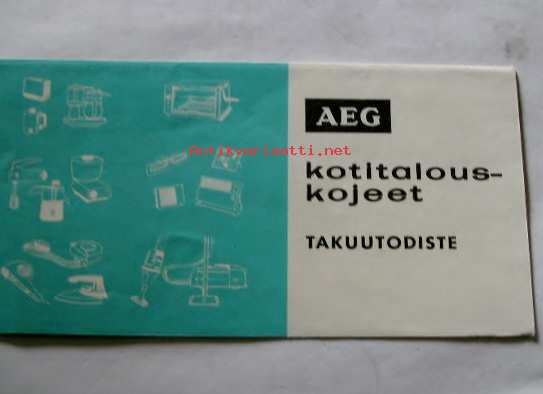 AEG
Antikvariaatti.net
kotitalous-
kojeet
TAKUUTODISTE